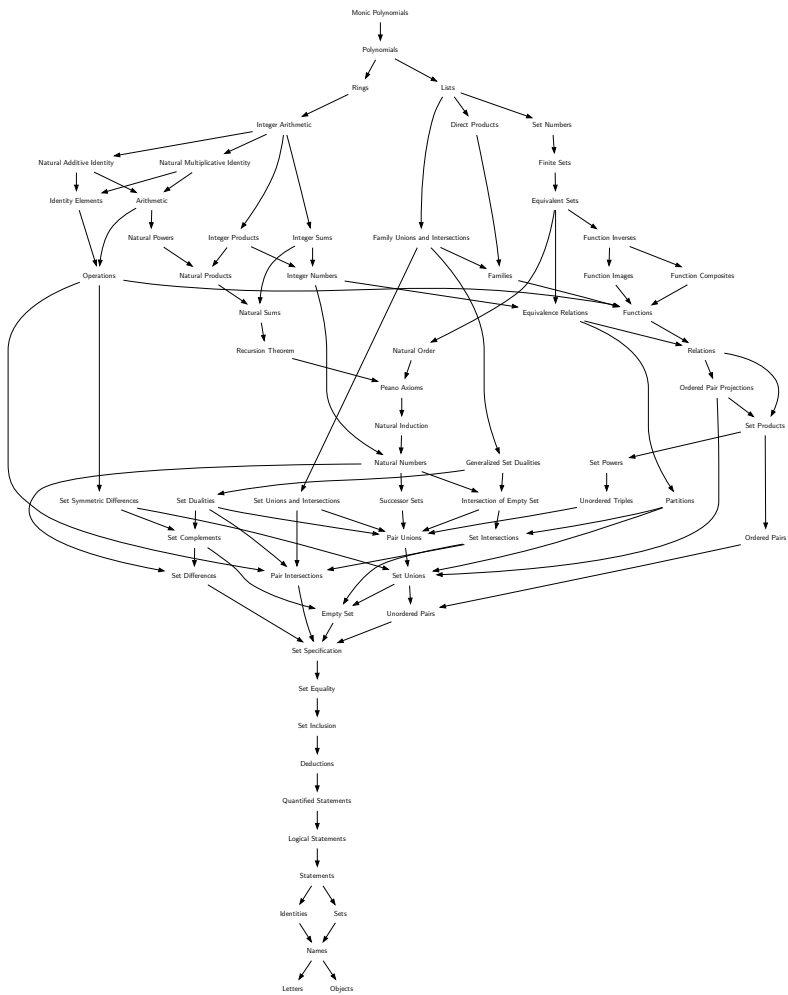 Monic Polynomials
Polynomials
Rings
Lists
Integer Arithmetic
Direct Products
Set Numbers
Natural Additive Identity
Natural Multiplicative Identity
Finite Sets
Identity Elements
Arithmetic
Equivalent Sets
Natural Powers
Integer Products
Integer Sums
Family Unions and Intersections
Function Inverses
Operations
Natural Products
Integer Numbers
Families
Function Images
Function Composites
Natural Sums
Equivalence Relations
Functions
Recursion Theorem
Natural Order
Relations
Peano Axioms
Ordered Pair Projections
Natural Induction
Set Products
Natural Numbers
Generalized Set Dualities
Set Powers
Set Symmetric Differences
Set Dualities
Set Unions and Intersections
Successor Sets
Intersection of Empty Set
Unordered Triples
Partitions
Set Complements
Pair Unions
Set Intersections
Ordered Pairs
Set Differences
Pair Intersections
Set Unions
Empty Set
Unordered Pairs
Set Specification
Set Equality
Set Inclusion
Deductions
Quantified Statements
Logical Statements
Statements
Identities
Sets
Names
Letters
Objects